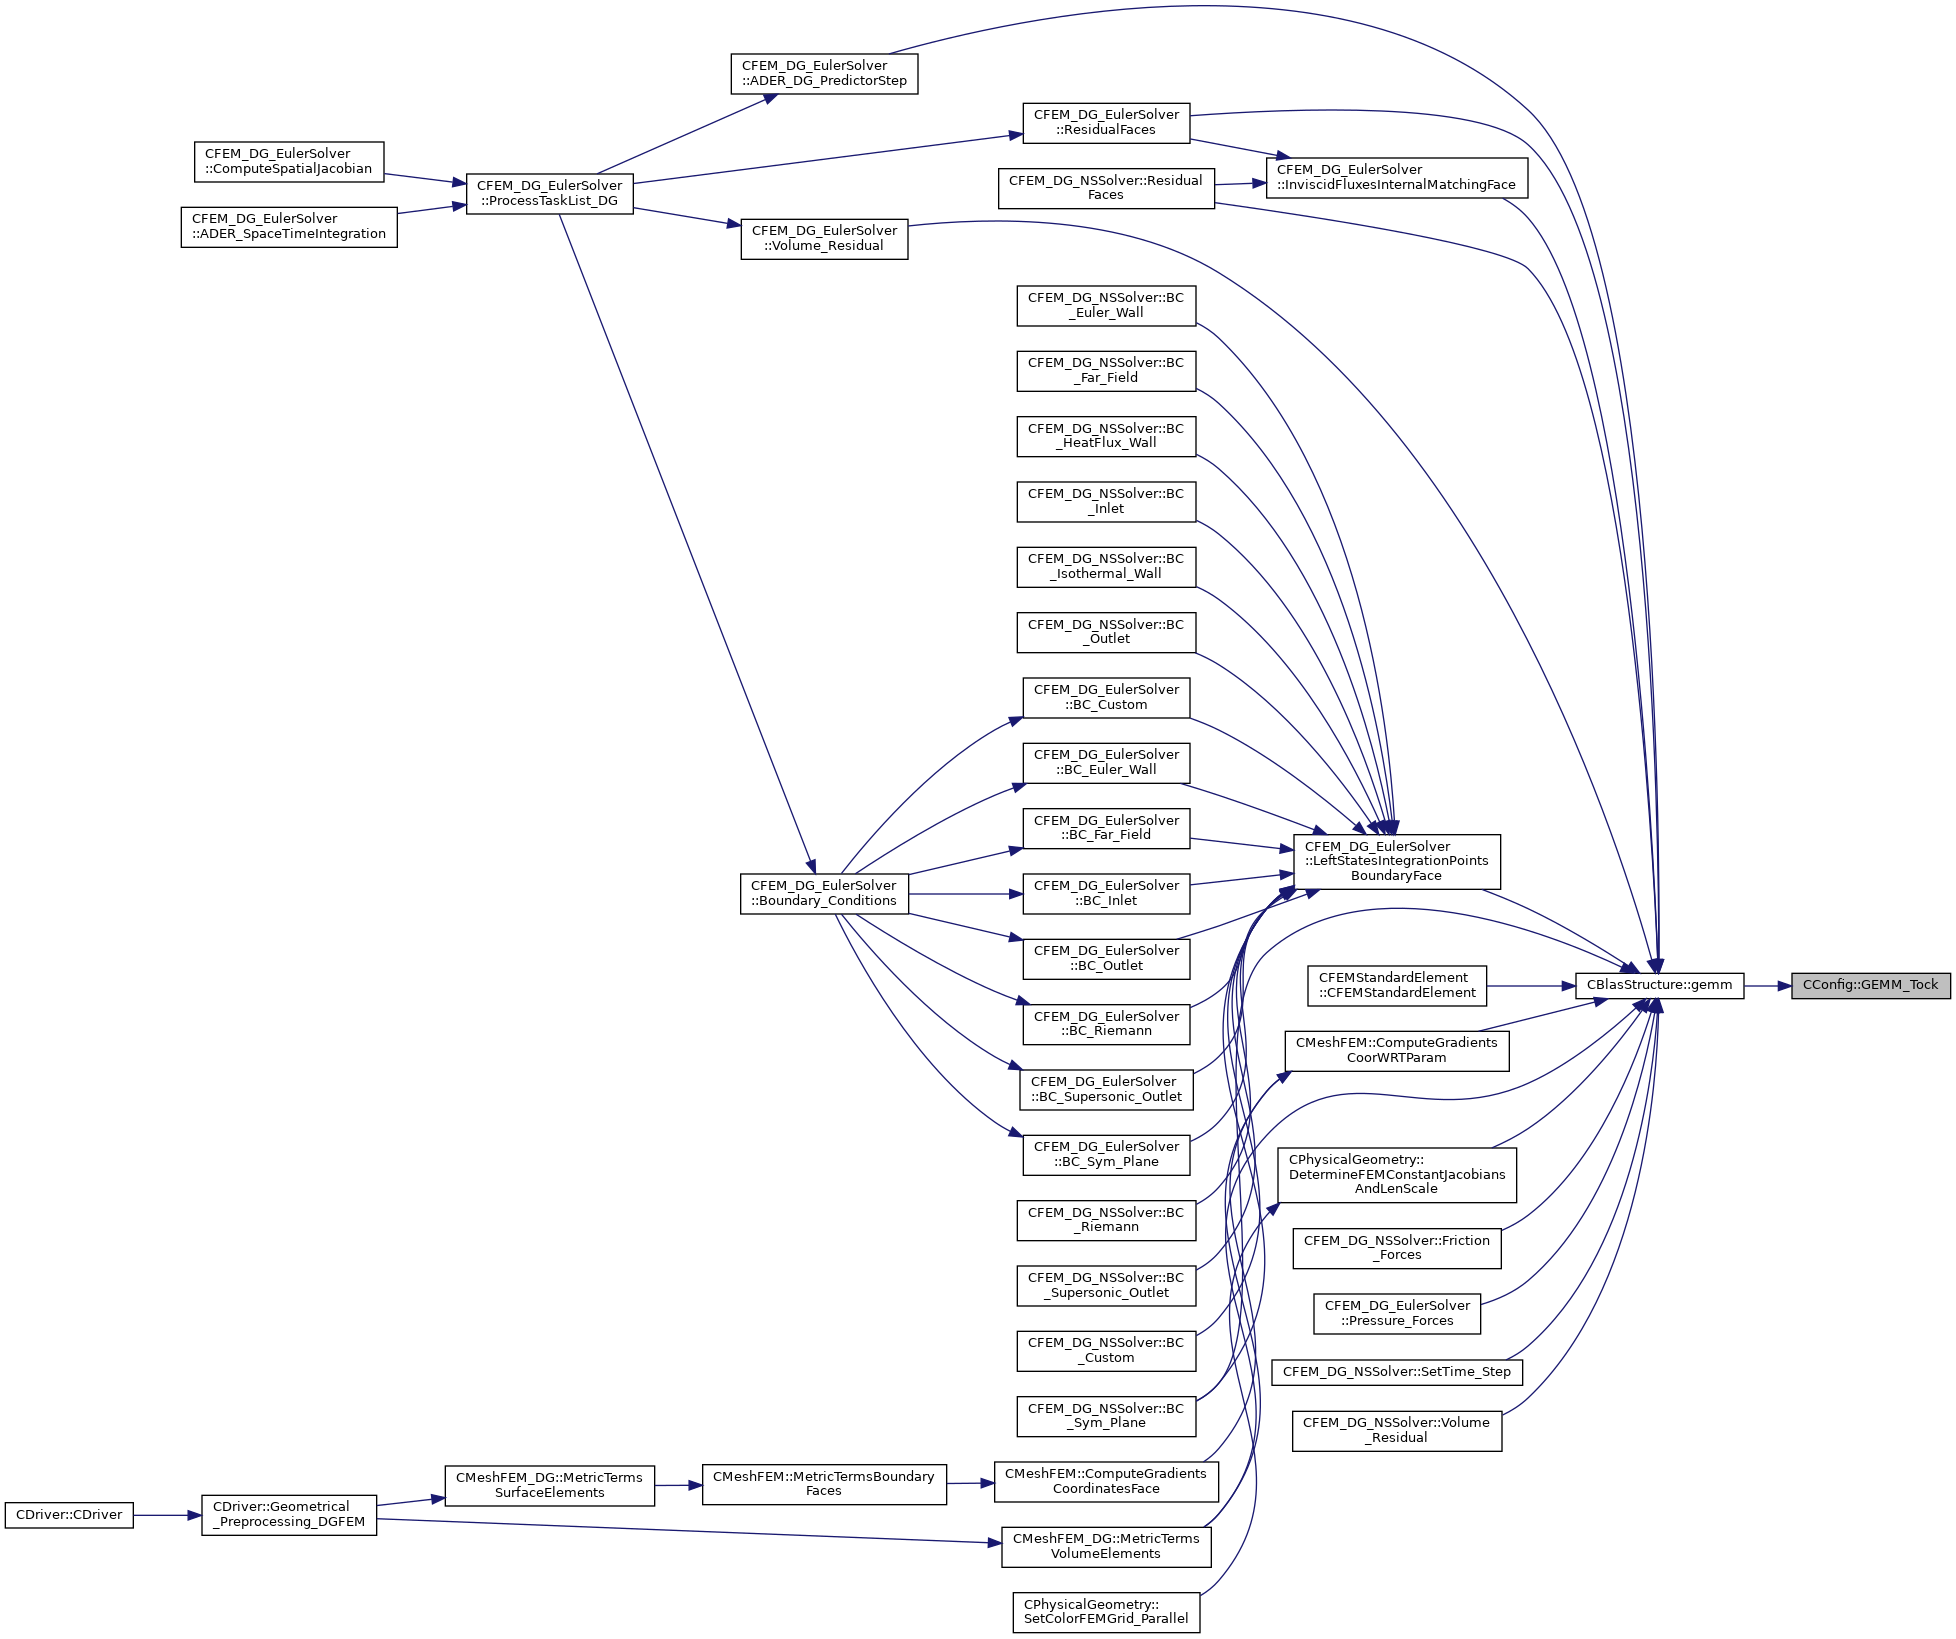 CFEM_DG_EulerSolver
::ADER_DG_PredictorStep
CFEM_DG_EulerSolver
::ResidualFaces
CFEM_DG_EulerSolver
::ComputeSpatialJacobian
CFEM_DG_EulerSolver
::InviscidFluxesInternalMatchingFace
CFEM_DG_NSSolver::Residual
Faces
CFEM_DG_EulerSolver
::ProcessTaskList_DG
CFEM_DG_EulerSolver
::ADER_SpaceTimeIntegration
CFEM_DG_EulerSolver
::Volume_Residual
CFEM_DG_NSSolver::BC
_Euler_Wall
CFEM_DG_NSSolver::BC
_Far_Field
CFEM_DG_NSSolver::BC
_HeatFlux_Wall
CFEM_DG_NSSolver::BC
_Inlet
CFEM_DG_NSSolver::BC
_Isothermal_Wall
CFEM_DG_NSSolver::BC
_Outlet
CFEM_DG_EulerSolver
::BC_Custom
CFEM_DG_EulerSolver
::BC_Euler_Wall
CFEM_DG_EulerSolver
::BC_Far_Field
CFEM_DG_EulerSolver
::LeftStatesIntegrationPoints
BoundaryFace
CFEM_DG_EulerSolver
::Boundary_Conditions
CFEM_DG_EulerSolver
::BC_Inlet
CFEM_DG_EulerSolver
::BC_Outlet
CFEMStandardElement
::CFEMStandardElement
CBlasStructure::gemm
CConfig::GEMM_Tock
CFEM_DG_EulerSolver
::BC_Riemann
CMeshFEM::ComputeGradients
CoorWRTParam
CFEM_DG_EulerSolver
::BC_Supersonic_Outlet
CFEM_DG_EulerSolver
::BC_Sym_Plane
CPhysicalGeometry::
DetermineFEMConstantJacobians
AndLenScale
CFEM_DG_NSSolver::BC
_Riemann
CFEM_DG_NSSolver::Friction
_Forces
CFEM_DG_NSSolver::BC
_Supersonic_Outlet
CFEM_DG_EulerSolver
::Pressure_Forces
CFEM_DG_NSSolver::BC
_Custom
CFEM_DG_NSSolver::SetTime_Step
CFEM_DG_NSSolver::BC
_Sym_Plane
CFEM_DG_NSSolver::Volume
_Residual
CMeshFEM::ComputeGradients
CoordinatesFace
CMeshFEM::MetricTermsBoundary
Faces
CMeshFEM_DG::MetricTerms
SurfaceElements
CDriver::Geometrical
_Preprocessing_DGFEM
CDriver::CDriver
CMeshFEM_DG::MetricTerms
VolumeElements
CPhysicalGeometry::
SetColorFEMGrid_Parallel